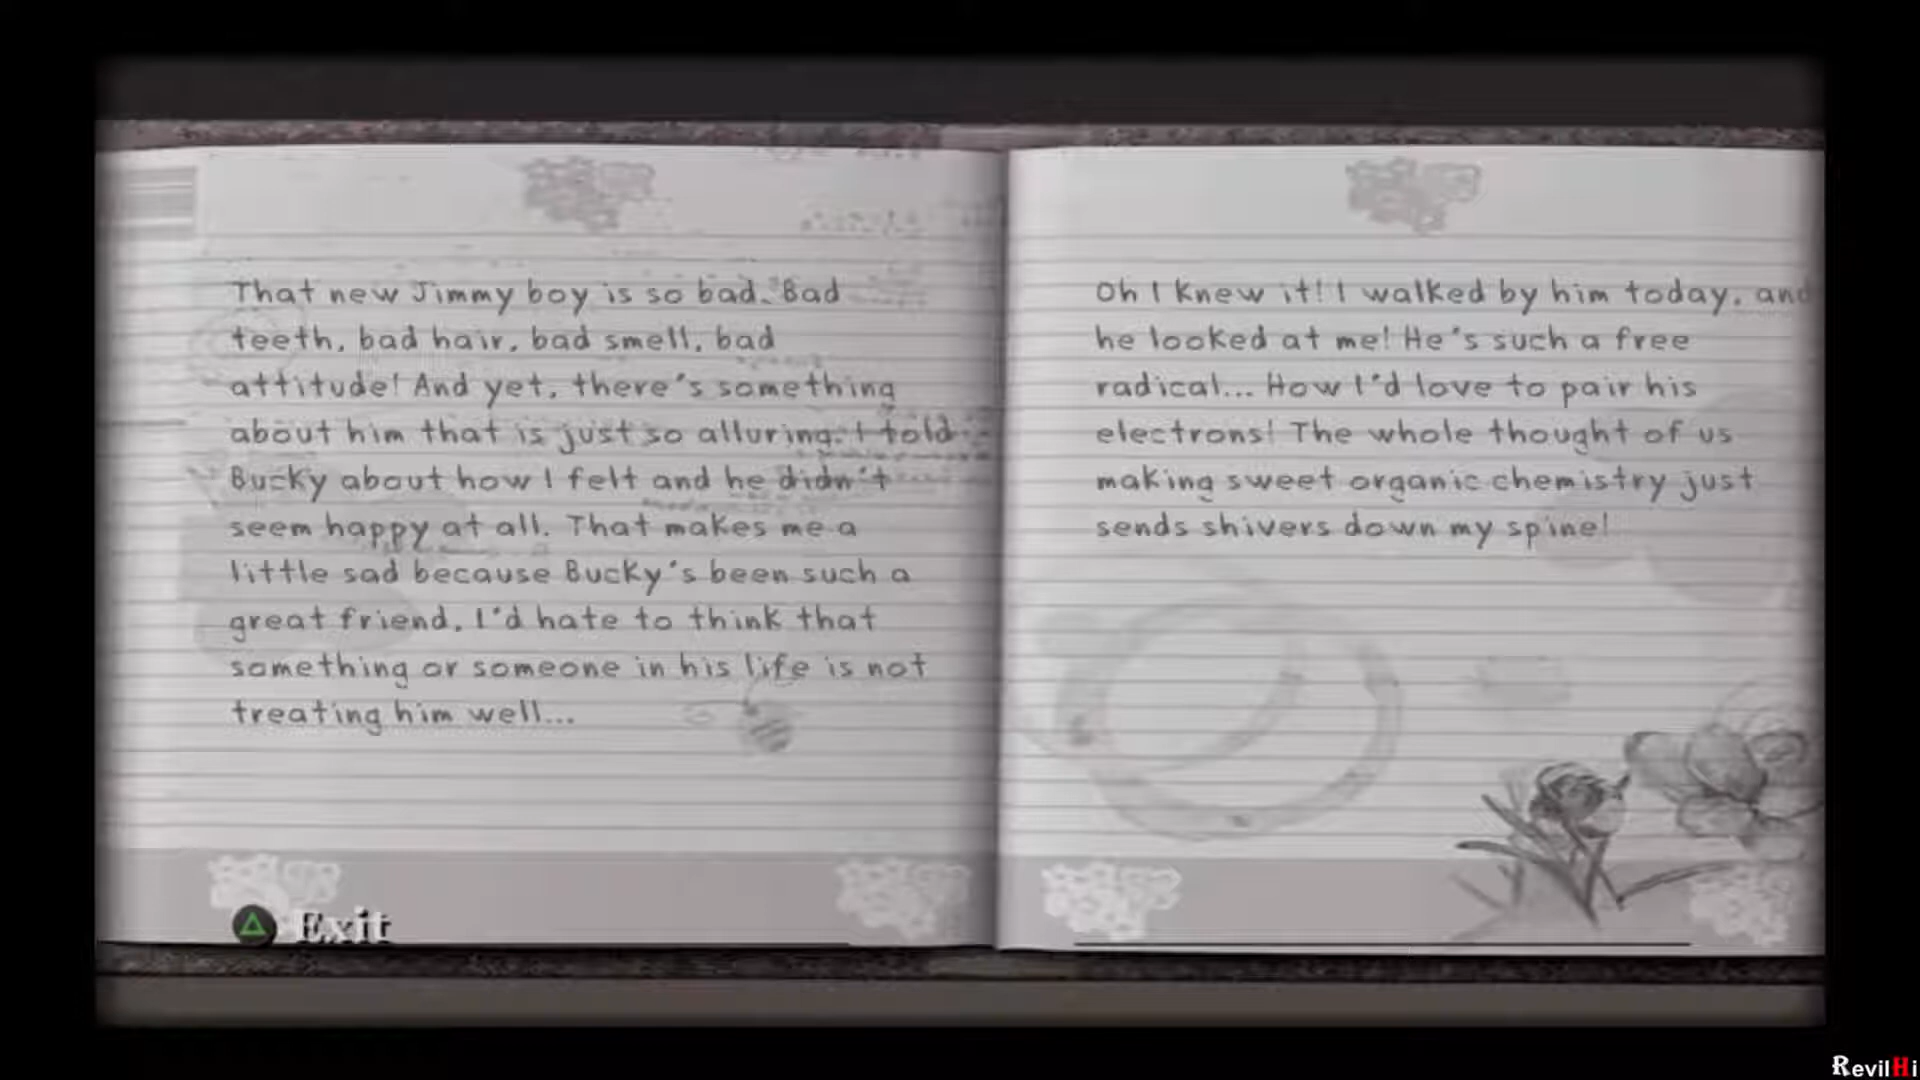 That new Jimmy boy is so bad. Bad
teeth, bad hair, bad smell, bad
attitude! And yet, there's something
about him that is just so alluring. I told
Bucky about how I felt and he didn't
seem happy at all. That makes me a
little sad because Bucky's been such a
great friend. I'd hate to think that
something or someone in his life is not
treating him well...
Oh I knew it! I walked by him today, and
he looked at me! He's such a free
radical... How I'd love to pair his
electrons! The whole thought of us
making sweet organic chemistry just
sends shivers down my spine!
Exit
RevilHi